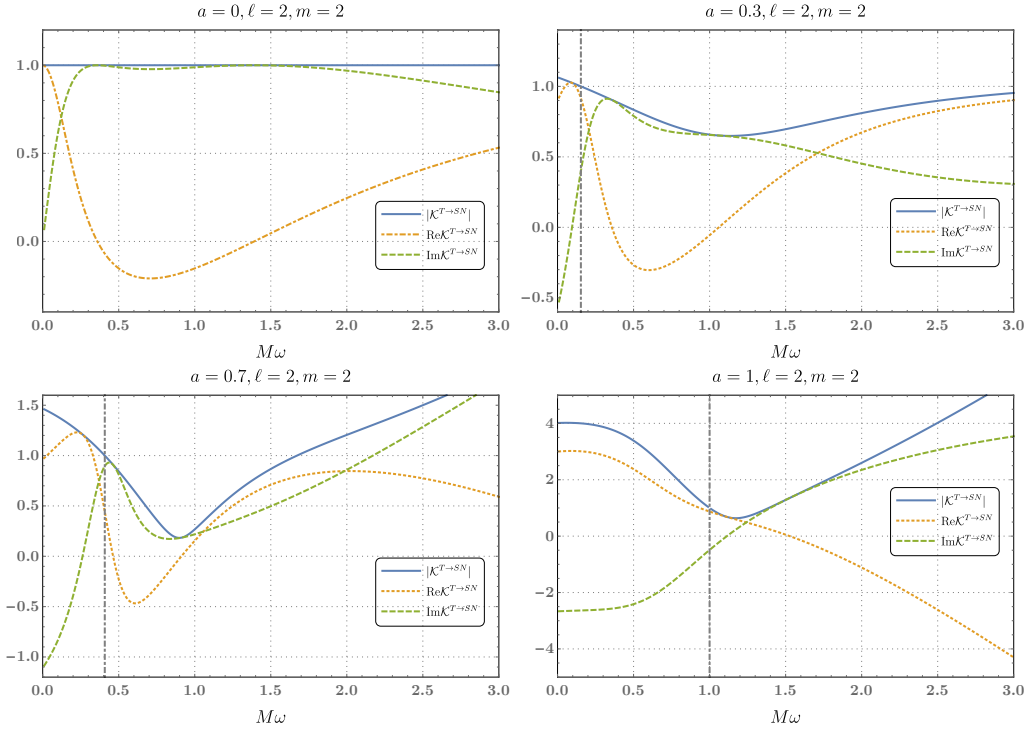 a = 0, ℓ = 2, m = 2
1.0
0.5
0.0
|𝒦^{T→SN}|
Re𝒦^{T→SN}
Im𝒦^{T→SN}
0.0 0.5 1.0 1.5 2.0 2.5 3.0
Mω
a = 0.3, ℓ = 2, m = 2
1.0
0.5
0.0
−0.5
|𝒦^{T→SN}|
Re𝒦^{T→SN}
Im𝒦^{T→SN}
0.0 0.5 1.0 1.5 2.0 2.5 3.0
Mω
a = 0.7, ℓ = 2, m = 2
1.5
1.0
0.5
0.0
−0.5
−1.0
|𝒦^{T→SN}|
Re𝒦^{T→SN}
Im𝒦^{T→SN}
0.0 0.5 1.0 1.5 2.0 2.5 3.0
Mω
a = 1, ℓ = 2, m = 2
4
2
0
−2
−4
|𝒦^{T→SN}|
Re𝒦^{T→SN}
Im𝒦^{T→SN}
0.0 0.5 1.0 1.5 2.0 2.5 3.0
Mω